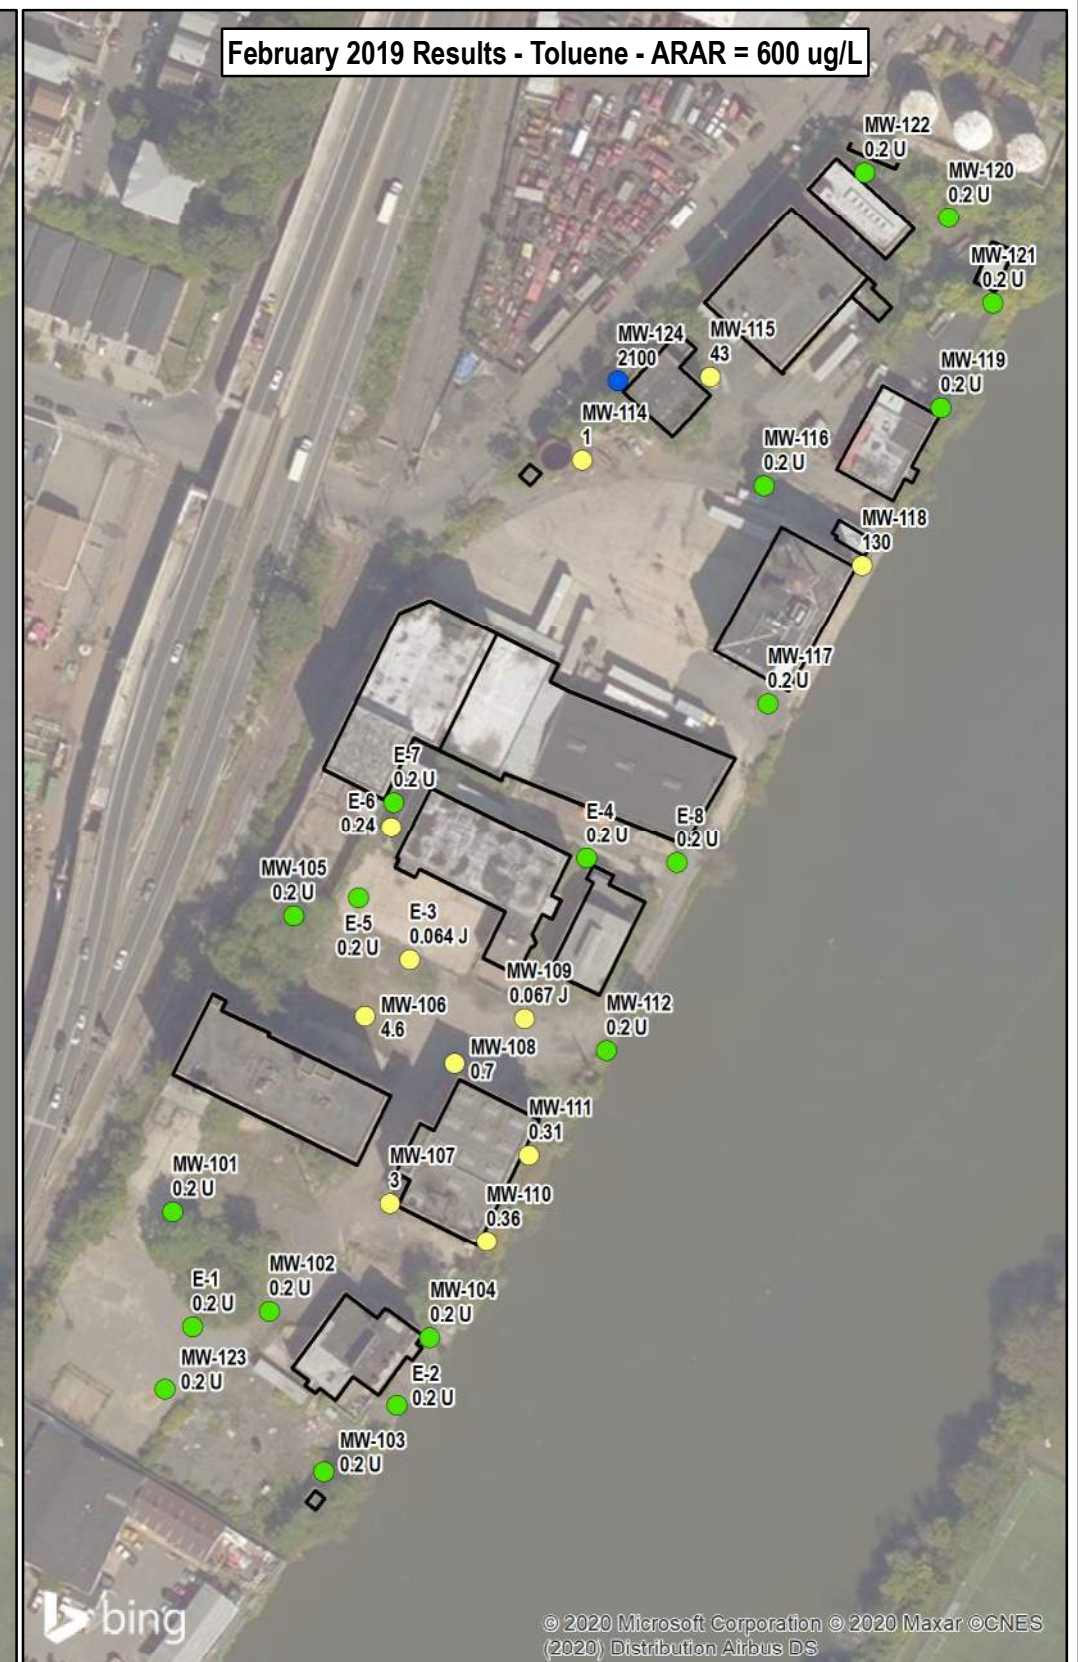 February 2019 Results - Toluene - ARAR = 600 ug/L
MW-122
0.2 U
MW-120
0.2 U
MW-121
0.2 U
MW-124
2100
MW-115
43
MW-119
0.2 U
MW-114
1
MW-116
0.2 U
MW-118
130
MW-117
0.2 U
E-7
0.2 U
E-6
0.24
E-4
0.2 U
E-8
0.2 U
MW-105
0.2 U
E-5
0.2 U
E-3
0.064 J
MW-109
0.067 J
MW-106
4.6
MW-112
0.2 U
MW-108
0.7
MW-111
0.31
MW-107
3
MW-101
0.2 U
MW-110
0.36
MW-102
0.2 U
E-1
0.2 U
MW-104
0.2 U
MW-123
0.2 U
E-2
0.2 U
MW-103
0.2 U
bing
© 2020 Microsoft Corporation © 2020 Maxar ©CNES
(2020) Distribution Airbus DS